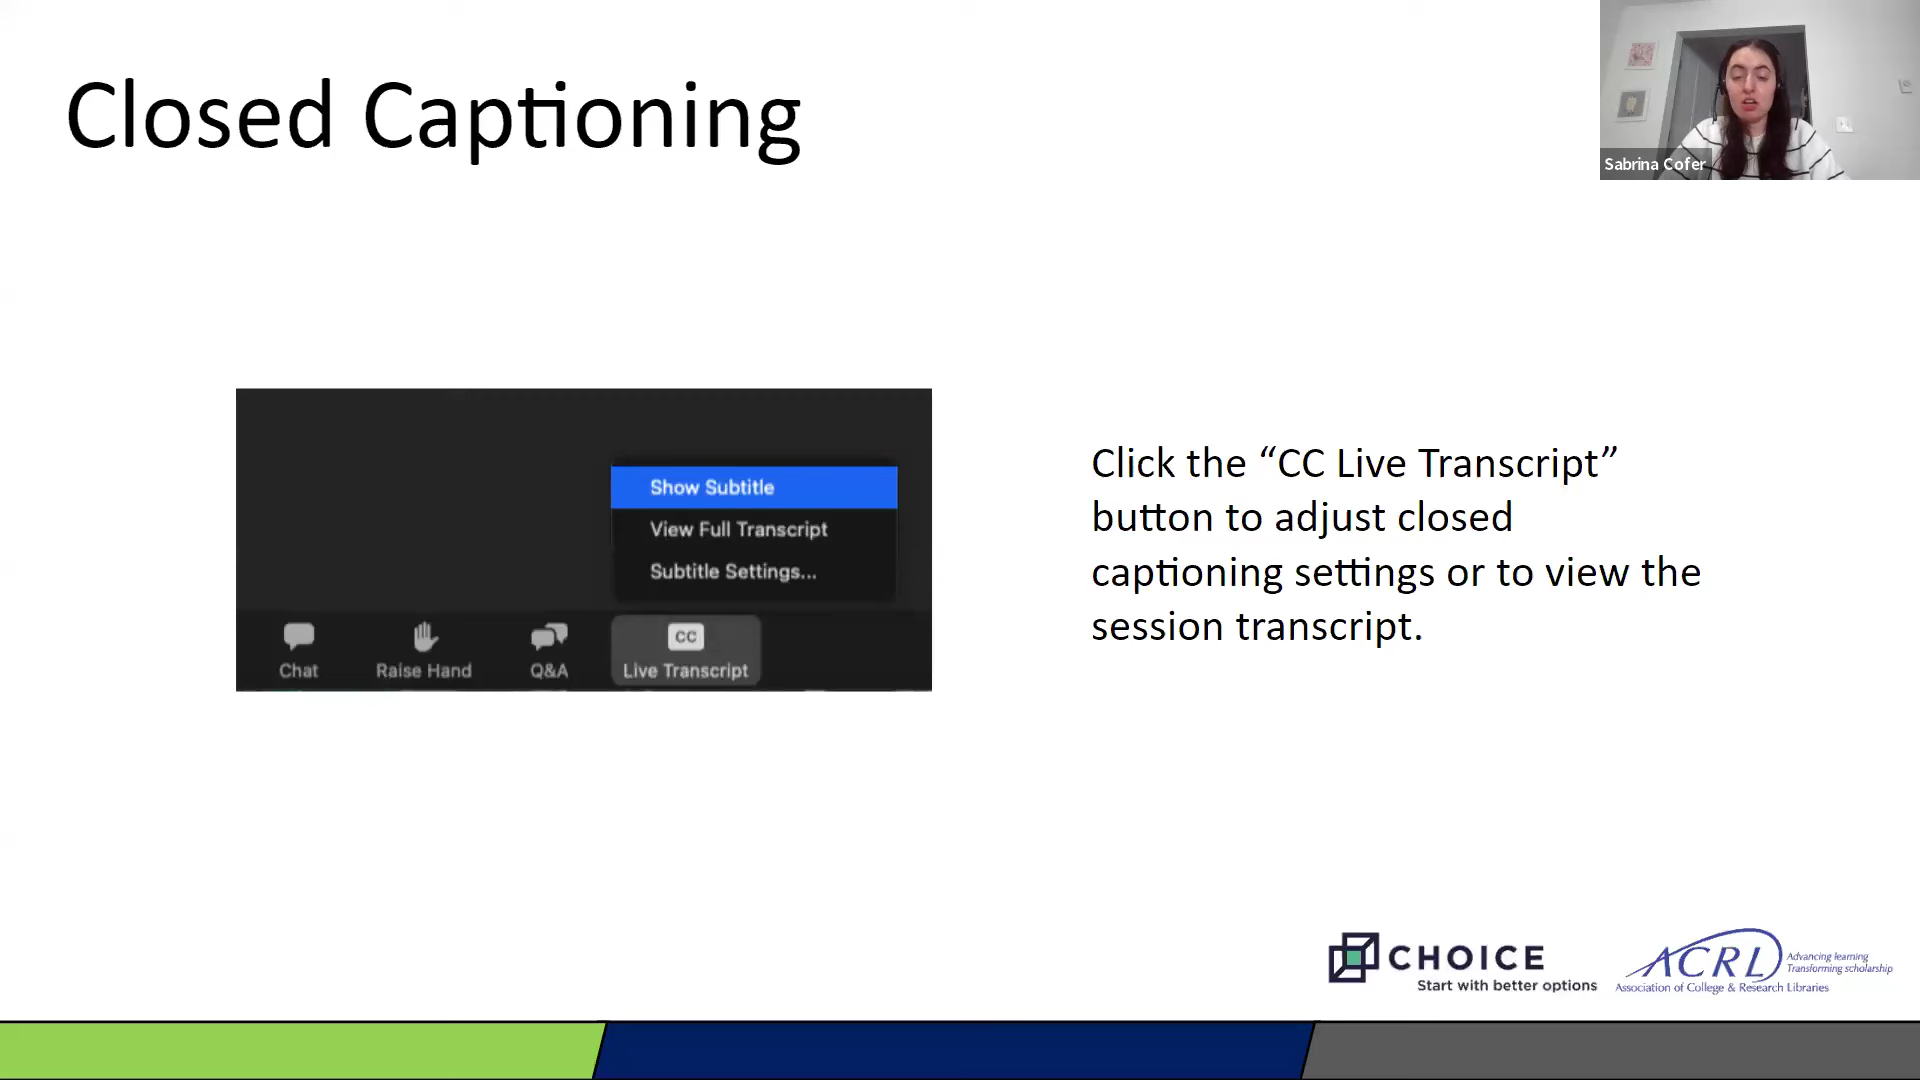 Closed Captioning
Sabrina Cofer
Show Subtitle
View Full Transcript
Subtitle Settings...
Chat
Raise Hand
Q&A
CC
Live Transcript
Click the “CC Live Transcript”
button to adjust closed
captioning settings or to view the
session transcript.
CHOICE
Start with better options
ACRL
Advancing learning
Transforming scholarship
Association of College & Research Libraries